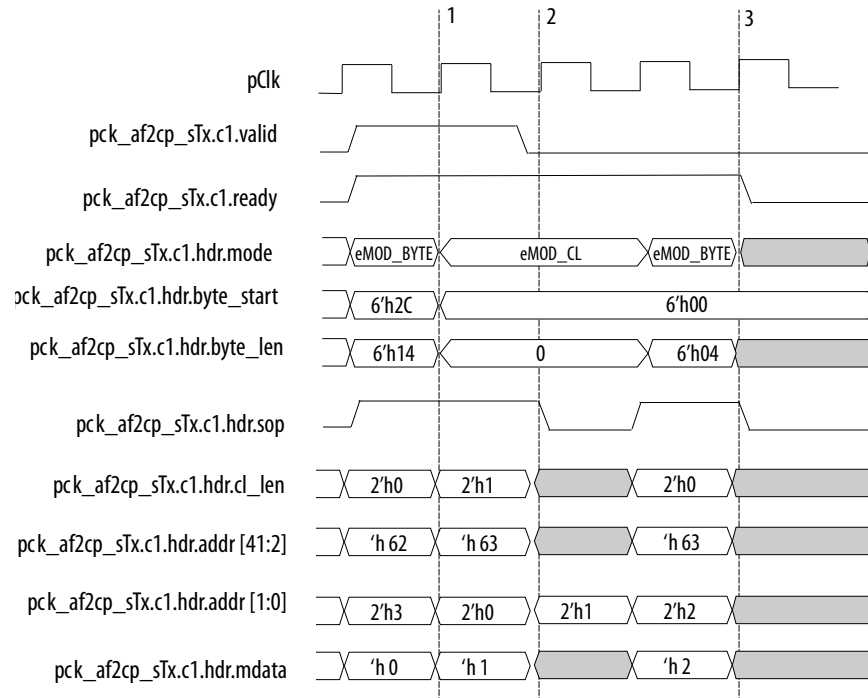 1 2 3
pClk
pck_af2cp_sTx.c1.valid
pck_af2cp_sTx.c1.ready
pck_af2cp_sTx.c1.hdr.mode eMOD_BYTE eMOD_CL eMOD_BYTE
pck_af2cp_sTx.c1.hdr.byte_start 6'h2C 6'h00
pck_af2cp_sTx.c1.hdr.byte_len 6'h14 0 6'h04
pck_af2cp_sTx.c1.hdr.sop
pck_af2cp_sTx.c1.hdr.cl_len 2'h0 2'h1 2'h0
pck_af2cp_sTx.c1.hdr.addr [41:2] 'h 62 'h 63 'h 63
pck_af2cp_sTx.c1.hdr.addr [1:0] 2'h3 2'h0 2'h1 2'h2
pck_af2cp_sTx.c1.hdr.mdata 'h 0 'h 1 'h 2